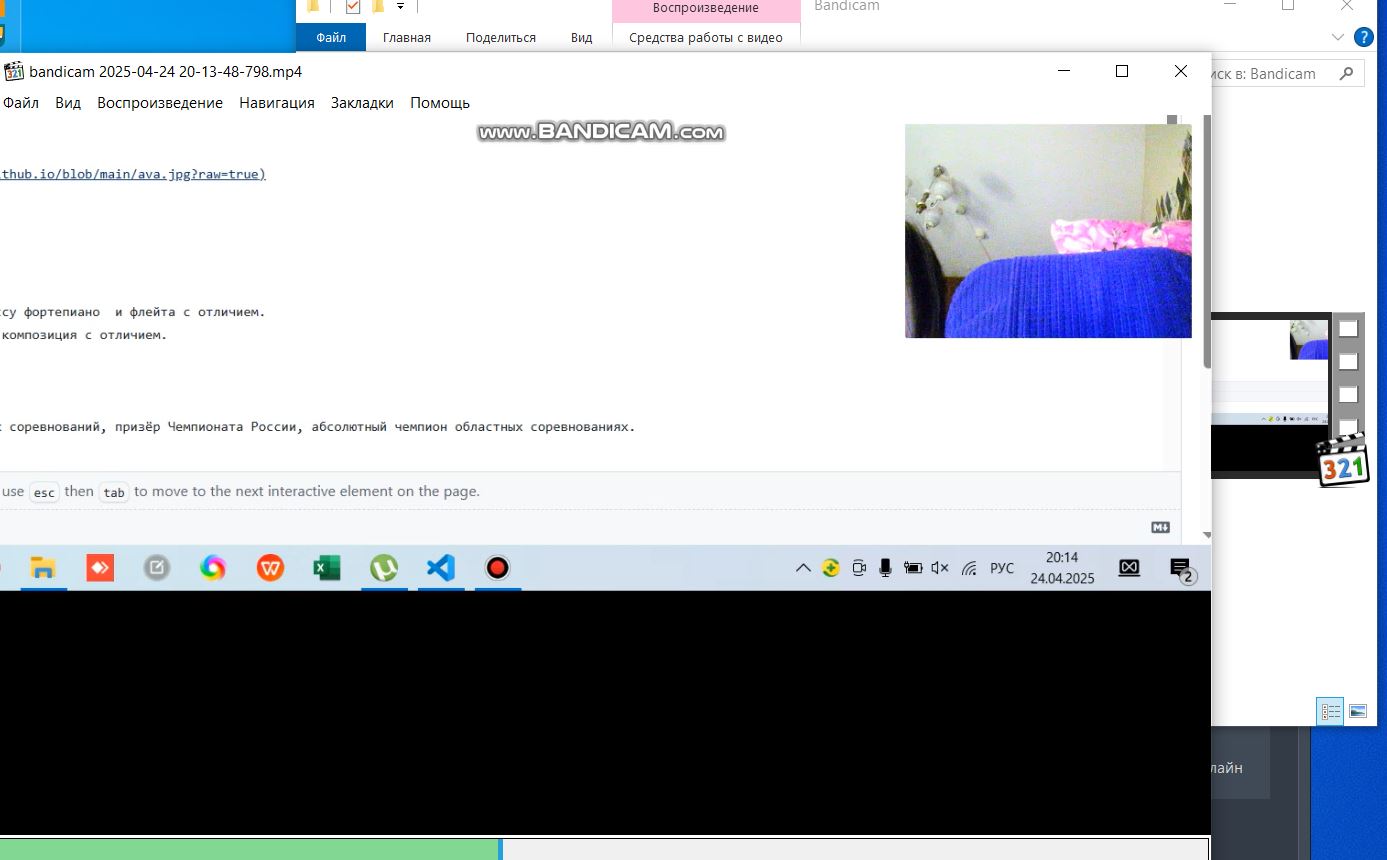 Воспроизведение
Bandicam
Файл
Главная
Поделиться
Вид
Средства работы с видео
?
bandicam 2025-04-24 20-13-48-798.mp4
иск в: Bandicam
Файл Вид Воспроизведение Навигация Закладки Помощь
www.BANDICAM.com
thub.io/blob/main/ava.jpg?raw=true)
ссу фортепиано и флейта с отличием.
композиция с отличием.
соревнований, призёр Чемпионата России, абсолютный чемпион областных соревнованиях.
321
use esc then tab to move to the next interactive element on the page.
M↓
РУС
20:14
24.04.2025
2
лайн